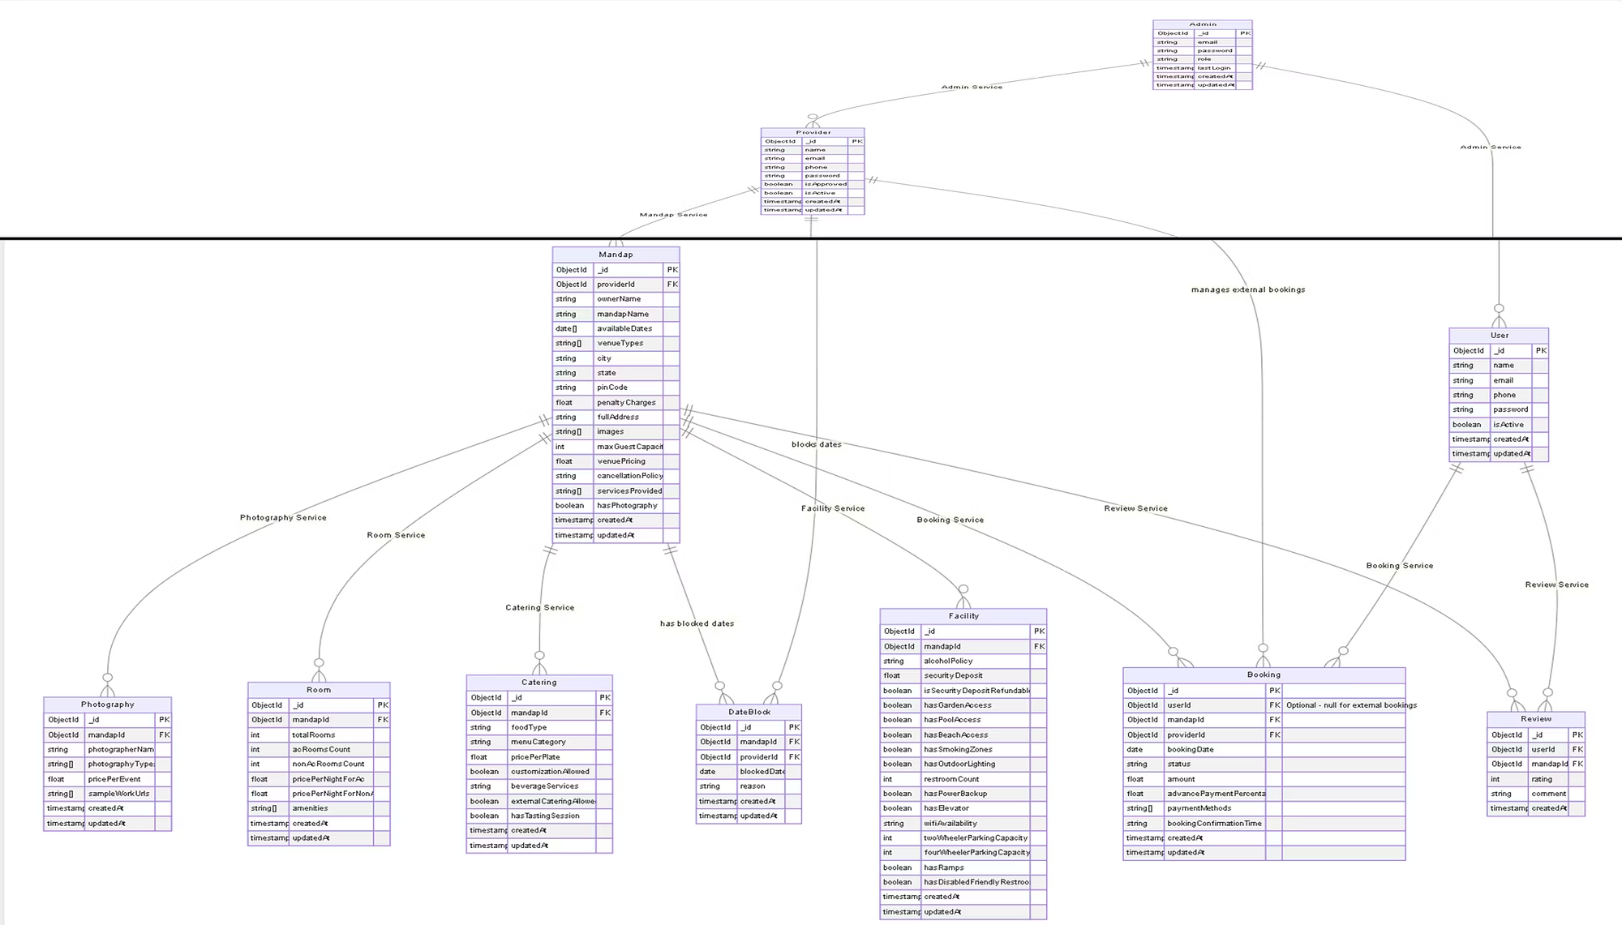 Admin
ObjectId _id PK
string email
string password
string role
timestamp lastLogin
timestamp createdAt
timestamp updatedAt
Admin Service
Admin Service
Provider
ObjectId _id PK
string name
string email
string phone
string password
boolean isApproved
boolean isActive
timestamp createdAt
timestamp updatedAt
Mandap Service
Mandap
ObjectId _id PK
ObjectId providerId FK
string ownerName
string mandapName
date[] availableDates
string[] venueTypes
string city
string state
string pinCode
float penaltyCharges
string fullAddress
string[] images
int maxGuestCapacit
float venuePricing
string cancellationPolicy
string[] servicesProvided
boolean hasPhotography
timestamp createdAt
timestamp updatedAt
manages external bookings
User
ObjectId _id PK
string name
string email
string phone
string password
boolean isActive
timestamp createdAt
timestamp updatedAt
blocks dates
Photography Service
Room Service
Facility Service
Booking Service
Review Service
Booking Service
Review Service
Catering Service
has blocked dates
Photography
ObjectId _id PK
ObjectId mandapId FK
string photographerNam
string[] photographyType
float pricePerEvent
string[] sampleWorkUrls
timestamp createdAt
timestamp updatedAt
Room
ObjectId _id PK
ObjectId mandapId FK
int totalRooms
int acRoomsCount
int nonAcRoomsCount
float pricePerNightForAc
float pricePerNightForNonA
string[] amenities
timestamp createdAt
timestamp updatedAt
Catering
ObjectId _id PK
ObjectId mandapId FK
string foodType
string menuCategory
float pricePerPlate
boolean customizationAllowed
string beverageServices
boolean externalCateringAllowe
boolean hasTastingSession
timestamp createdAt
timestamp updatedAt
DateBlock
ObjectId _id PK
ObjectId mandapId FK
ObjectId providerId FK
date blockedDate
string reason
timestamp createdAt
timestamp updatedAt
Facility
ObjectId _id PK
ObjectId mandapId FK
string alcoholPolicy
float securityDeposit
boolean isSecurityDepositRefundabl
boolean hasGardenAccess
boolean hasPoolAccess
boolean hasBeachAccess
boolean hasSmokingZones
boolean hasOutdoorLighting
int restroomCount
boolean hasPowerBackup
boolean hasElevator
string wifiAvailability
int twoWheelerParkingCapacity
int fourWheelerParkingCapacity
boolean hasRamps
boolean hasDisabledFriendlyRestroo
timestamp createdAt
timestamp updatedAt
Booking
ObjectId _id PK
ObjectId userId FK Optional - null for external bookings
ObjectId mandapId FK
ObjectId providerId FK
date bookingDate
string status
float amount
float advancePaymentPercenta
string[] paymentMethods
string bookingConfirmationTime
timestamp createdAt
timestamp updatedAt
Review
ObjectId _id PK
ObjectId userId FK
ObjectId mandapId FK
int rating
string comment
timestamp createdAt